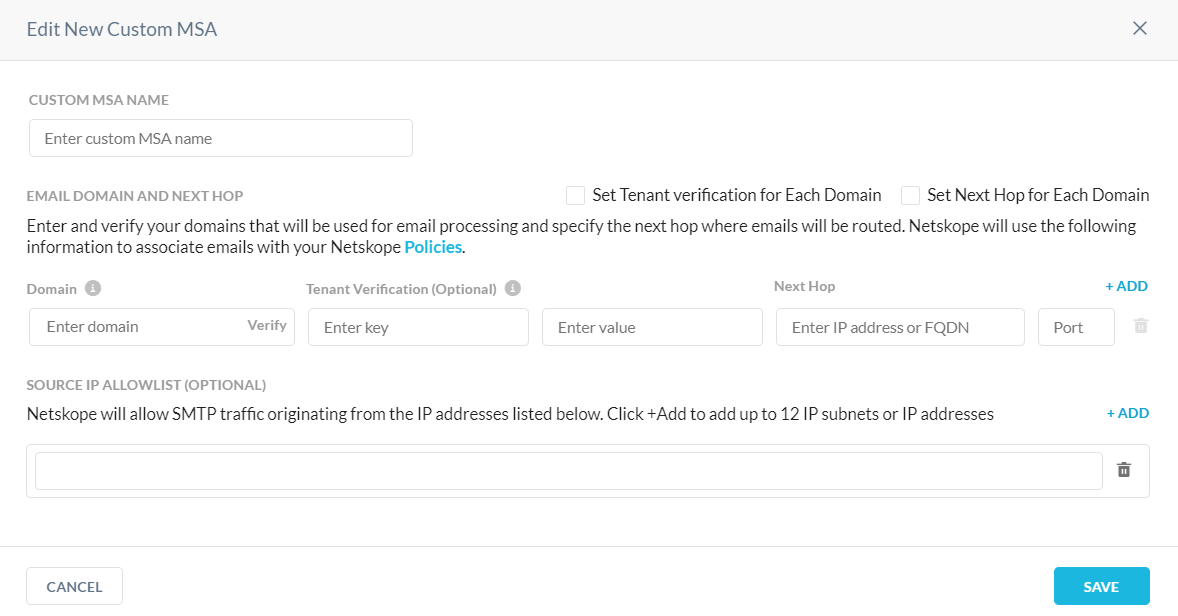 Edit New Custom MSA
CUSTOM MSA NAME
Enter custom MSA name
EMAIL DOMAIN AND NEXT HOP
Set Tenant verification for Each Domain
Set Next Hop for Each Domain
Enter and verify your domains that will be used for email processing and specify the next hop where emails will be routed. Netskope will use the following
information to associate emails with your Netskope Policies.
Domain
Tenant Verification (Optional)
Next Hop
+ ADD
Enter domain
Verify
Enter key
Enter value
Enter IP address or FQDN
Port
SOURCE IP ALLOWLIST (OPTIONAL)
Netskope will allow SMTP traffic originating from the IP addresses listed below. Click +Add to add up to 12 IP subnets or IP addresses
+ ADD
CANCEL
SAVE